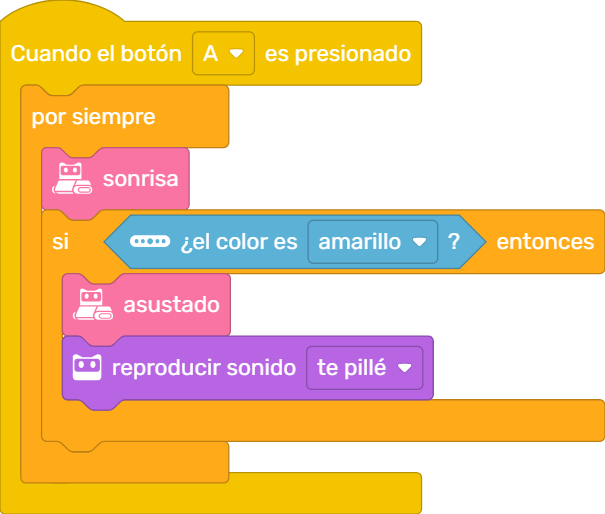 Cuando el botón A es presionado
por siempre
sonrisa
si ¿el color es amarillo ? entonces
asustado
reproducir sonido te pillé